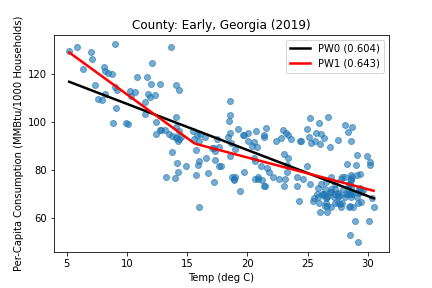 County: Early, Georgia (2019)
PW0 (0.604)
PW1 (0.643)
Per-Capita Consumption (MMBtu/1000 Households)
120
100
80
60
5 10 15 20 25 30
Temp (deg C)